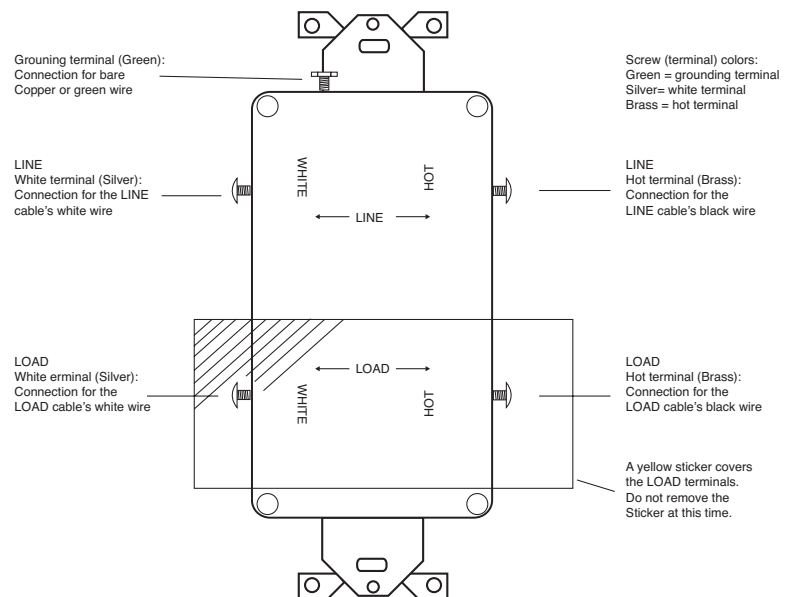 Grouning terminal (Green):
Connection for bare
Copper or green wire
Screw (terminal) colors:
Green = grounding terminal
Silver= white terminal
Brass = hot terminal
LINE
White terminal (Silver):
Connection for the LINE
cable's white wire
WHITE
HOT
LINE
LINE
Hot terminal (Brass):
Connection for the
LINE cable's black wire
LOAD
White erminal (Silver):
Connection for the
LOAD cable's white wire
LOAD
WHITE
HOT
LOAD
Hot terminal (Brass):
Connection for the
LOAD cable's black wire
A yellow sticker covers
the LOAD terminals.
Do not remove the
Sticker at this time.